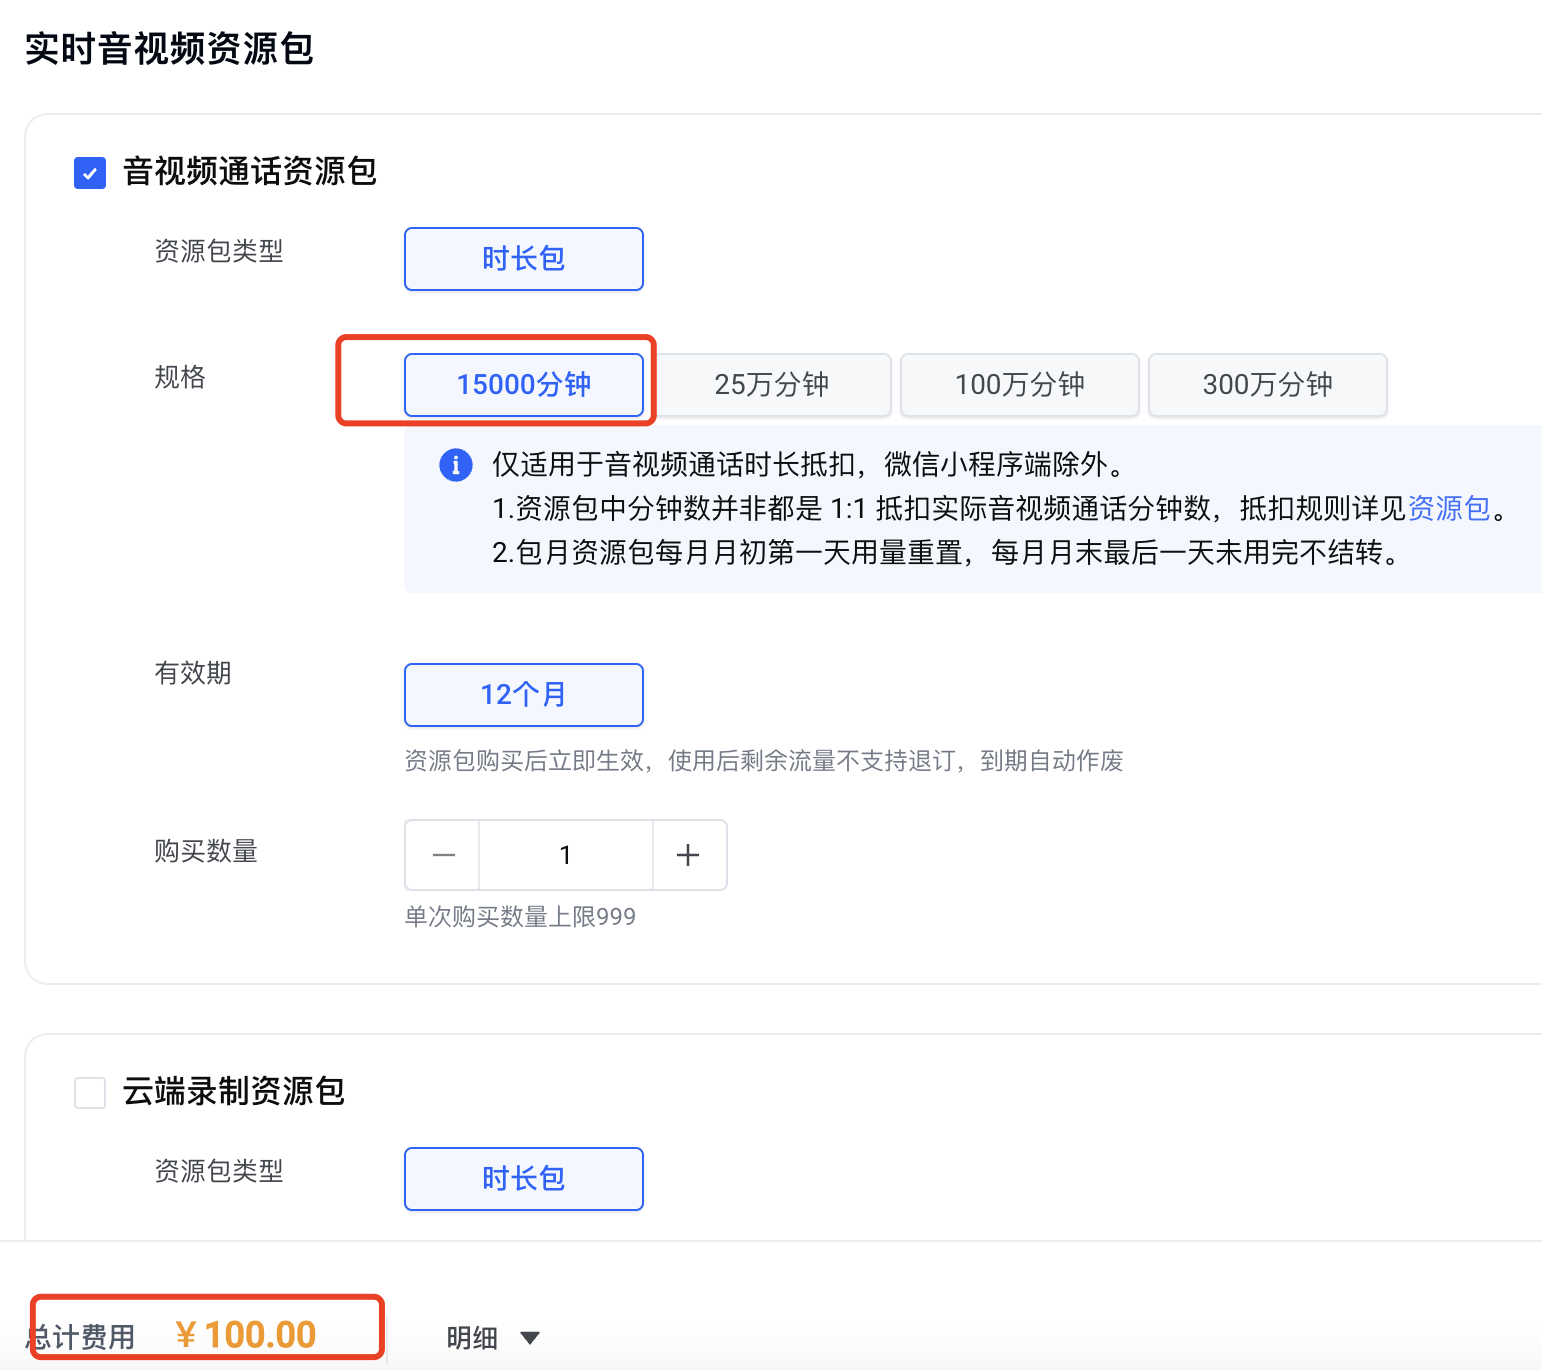 实时音视频资源包
音视频通话资源包
资源包类型
时长包
规格
15000分钟
25万分钟
100万分钟
300万分钟
仅适用于音视频通话时长抵扣，微信小程序端除外。
1.资源包中分钟数并非都是 1:1 抵扣实际音视频通话分钟数，抵扣规则详见资源包。
2.包月资源包每月月初第一天用量重置，每月月末最后一天未用完不结转。
有效期
12个月
资源包购买后立即生效，使用后剩余流量不支持退订，到期自动作废
购买数量
1
单次购买数量上限999
云端录制资源包
资源包类型
时长包
总计费用 ¥100.00 明细